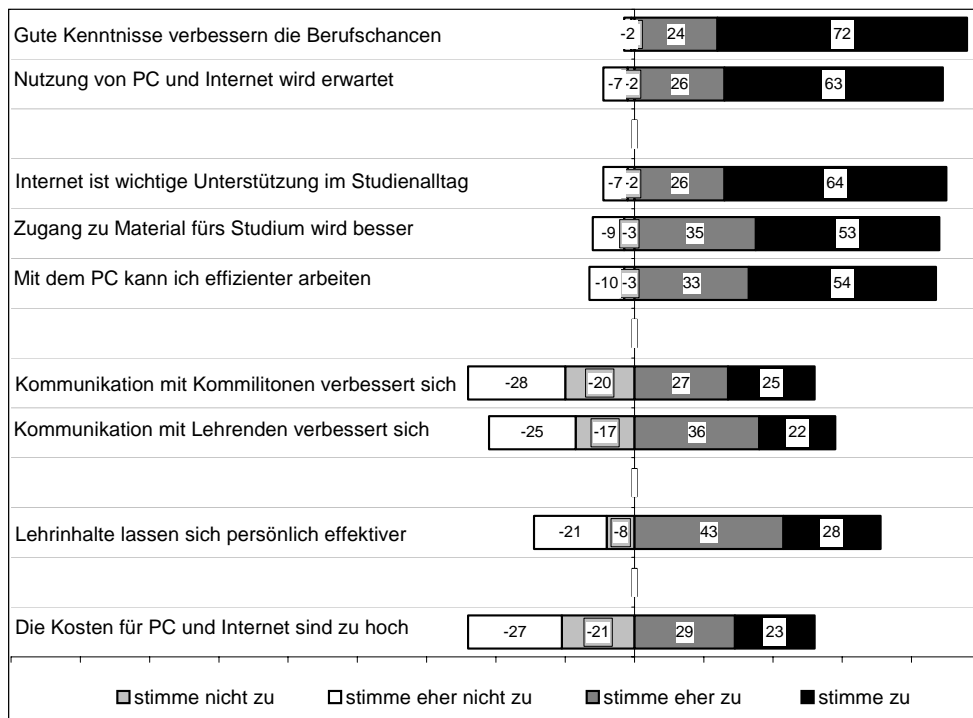 Gute Kenntnisse verbessern die Berufschancen -2 24 72
Nutzung von PC und Internet wird erwartet -7 -2 26 63
Internet ist wichtige Unterstützung im Studienalltag -7 -2 26 64
Zugang zu Material fürs Studium wird besser -9 -3 35 53
Mit dem PC kann ich effizienter arbeiten -10 -3 33 54
Kommunikation mit Kommilitonen verbessert sich -28 -20 27 25
Kommunikation mit Lehrenden verbessert sich -25 -17 36 22
Lehrinhalte lassen sich persönlich effektiver -21 -8 43 28
Die Kosten für PC und Internet sind zu hoch -27 -21 29 23
stimme nicht zu stimme eher nicht zu stimme eher zu stimme zu